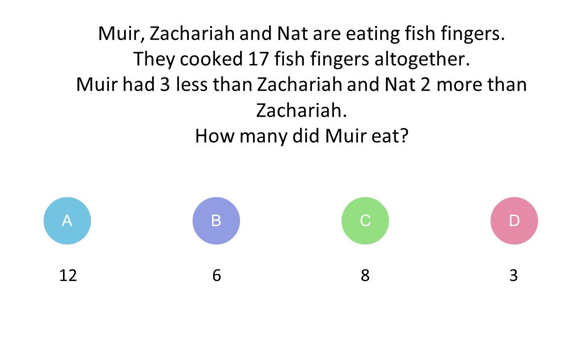 Muir, Zachariah and Nat are eating fish fingers.
They cooked 17 fish fingers altogether.
Muir had 3 less than Zachariah and Nat 2 more than
Zachariah.
How many did Muir eat?
A B C D
12 6 8 3